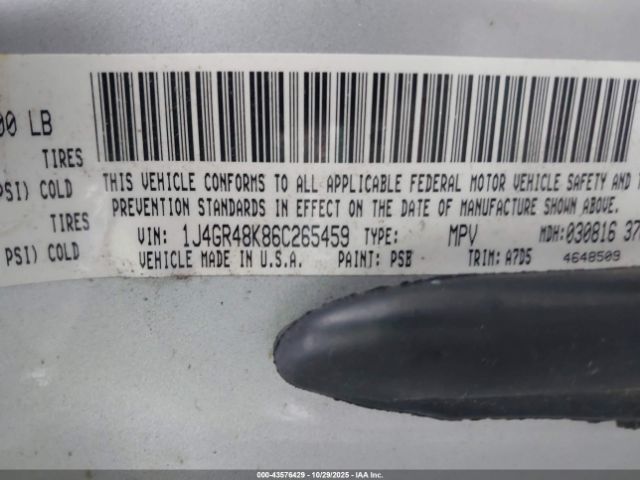 00 LB
TIRES
PSI) COLD
TIRES
PSI) COLD
THIS VEHICLE CONFORMS TO ALL APPLICABLE FEDERAL MOTOR VEHICLE SAFETY AND
PREVENTION STANDARDS IN EFFECT ON THE DATE OF MANUFACTURE SHOWN ABOVE.
VIN: 1J4GR48K86C265459 TYPE: MPV MDH:030816 37
VEHICLE MADE IN U.S.A. PAINT: PSB TRIM: A7D5 4648509
000-43576429 - 10/29/2025 - IAAI.COM